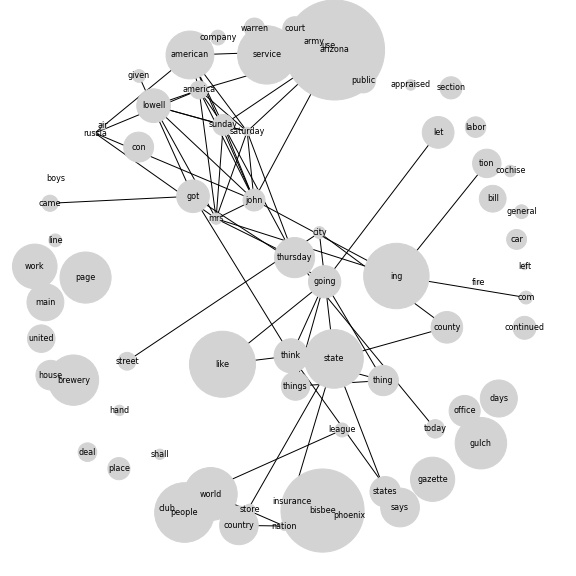 warren
court
company
army
use
arizona
american
service
given
public
appraised
section
america
lowell
air
russia
sunday
saturday
let
labor
con
tion
cochise
boys
got
john
bill
came
mrs
general
city
car
line
thursday
work
page
going
ing
left
fire
com
main
county
continued
united
street
like
think
state
house
brewery
things
thing
days
hand
office
league
today
gulch
deal
shall
place
gazette
world
states
club
people
store
insurance
bisbee
phoenix
says
country
nation